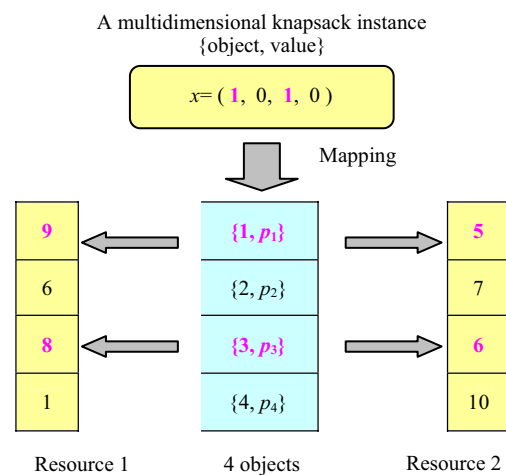 A multidimensional knapsack instance
{object, value}
x= ( 1, 0, 1, 0 )
Mapping
9 {1, p1} 5
6 {2, p2} 7
8 {3, p3} 6
1 {4, p4} 10
Resource 1 4 objects Resource 2